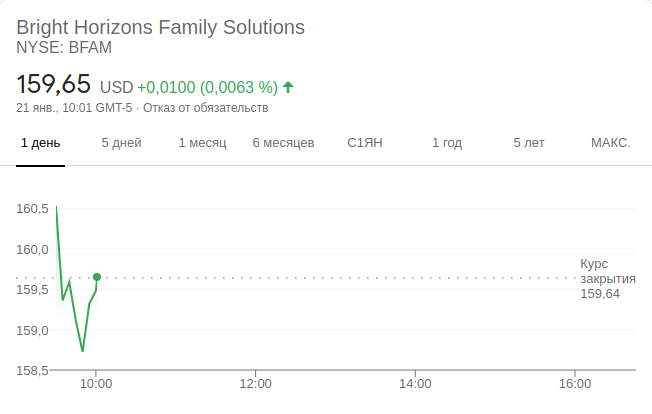 Bright Horizons Family Solutions
NYSE: BFAM
159,65 USD +0,0100 (0,0063 %)
21 янв., 10:01 GMT-5 · Отказ от обязательств
1 день 5 дней 1 месяц 6 месяцев С1ЯН 1 год 5 лет МАКС.
160,5
160,0
Курс
закрытия
159,64
159,5
159,0
158,5
10:00 12:00 14:00 16:00